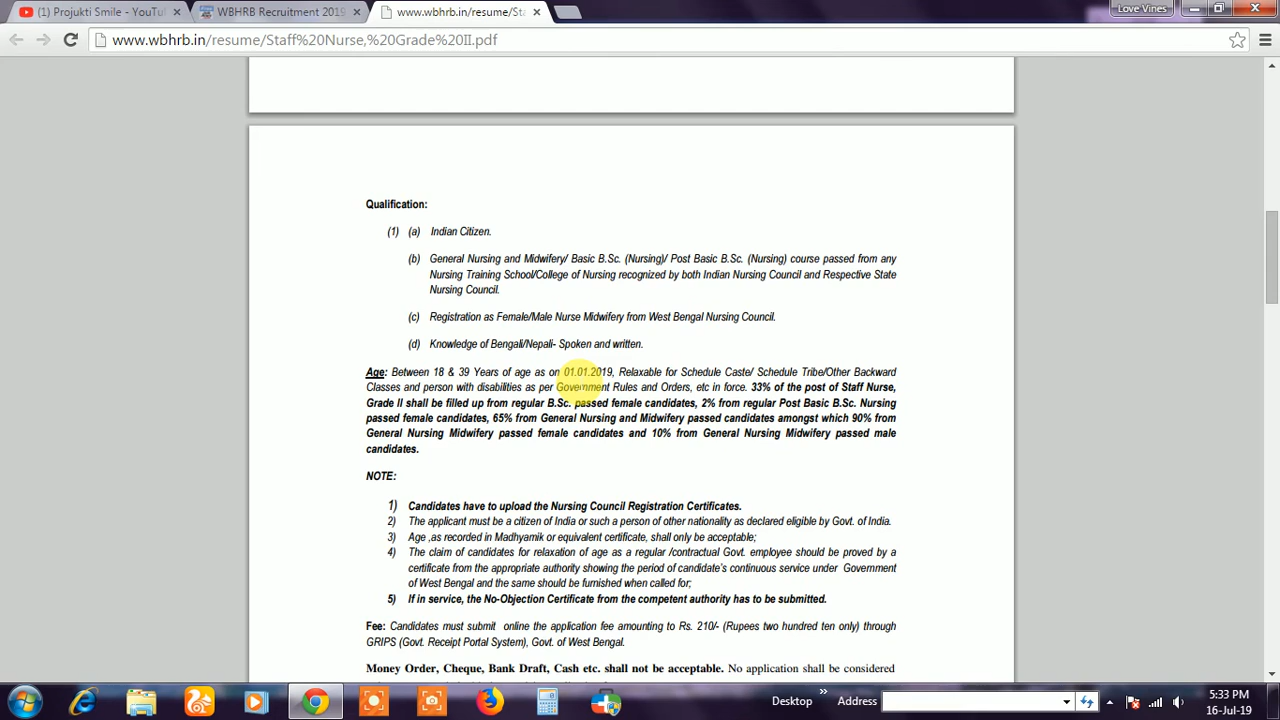 (1) Projukti Smile - YouTu
WBHRB Recruitment 2019
www.wbhrb.in/resume/Sta
Love Vines
www.wbhrb.in/resume/Staff%20Nurse,%20Grade%20II.pdf
Qualification:
(1) (a) Indian Citizen.
(b) General Nursing and Midwifery/ Basic B.Sc. (Nursing)/ Post Basic B.Sc. (Nursing) course passed from any
Nursing Training School/College of Nursing recognized by both Indian Nursing Council and Respective State
Nursing Council.
(c) Registration as Female/Male Nurse Midwifery from West Bengal Nursing Council.
(d) Knowledge of Bengali/Nepali- Spoken and written.
Age: Between 18 & 39 Years of age as on 01.01.2019, Relaxable for Schedule Caste/ Schedule Tribe/Other Backward
Classes and person with disabilities as per Government Rules and Orders, etc in force. 33% of the post of Staff Nurse,
Grade II shall be filled up from regular B.Sc. passed female candidates, 2% from regular Post Basic B.Sc. Nursing
passed female candidates, 65% from General Nursing and Midwifery passed candidates amongst which 90% from
General Nursing Midwifery passed female candidates and 10% from General Nursing Midwifery passed male
candidates.
NOTE:
1) Candidates have to upload the Nursing Council Registration Certificates.
2) The applicant must be a citizen of India or such a person of other nationality as declared eligible by Govt. of India.
3) Age ,as recorded in Madhyamik or equivalent certificate, shall only be acceptable;
4) The claim of candidates for relaxation of age as a regular /contractual Govt. employee should be proved by a
certificate from the appropriate authority showing the period of candidate's continuous service under Government
of West Bengal and the same should be furnished when called for;
5) If in service, the No-Objection Certificate from the competent authority has to be submitted.
Fee: Candidates must submit online the application fee amounting to Rs. 210/- (Rupees two hundred ten only) through
GRIPS (Govt. Receipt Portal System), Govt. of West Bengal.
Money Order, Cheque, Bank Draft, Cash etc. shall not be acceptable. No application shall be considered
Desktop
Address
5:33 PM
16-Jul-19